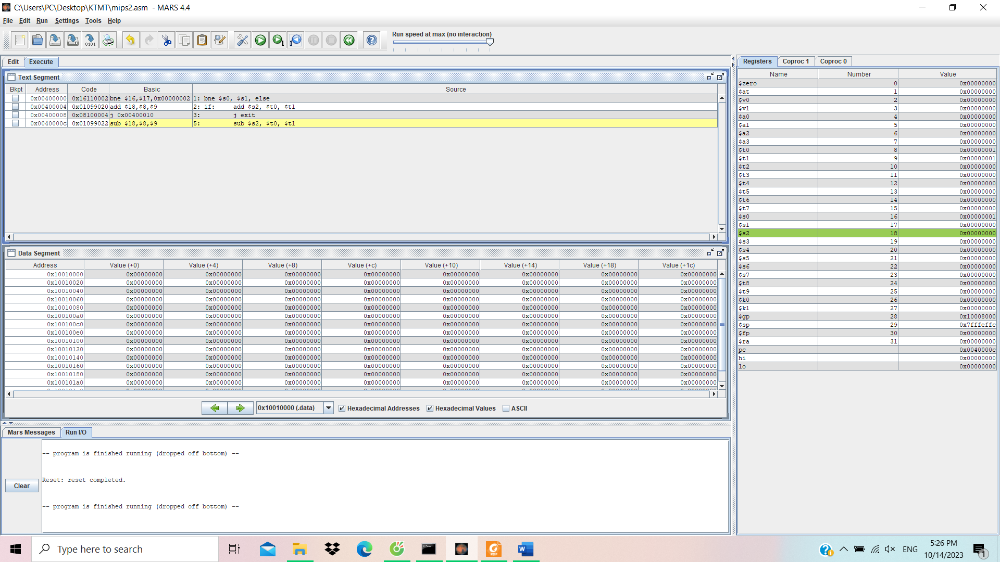 C:\Users\PC\Desktop\KTMT\mips2.asm - MARS 4.4
File Edit Run Settings Tools Help
Run speed at max (no interaction)
Edit Execute
Text Segment
Bkpt Address Code Basic Source
0x00400000 0x16110002 bne $16,$17,0x00000002 1: bne $s0, $s1, else
0x00400004 0x01099020 add $18,$8,$9 2: if: add $s2, $t0, $t1
0x00400008 0x08100004 j 0x00400010 3: j exit
0x0040000c 0x01099022 sub $18,$8,$9 5: sub $s2, $t0, $t1
Data Segment
Address Value (+0) Value (+4) Value (+8) Value (+c) Value (+10) Value (+14) Value (+18) Value (+1c)
0x10010000 0x00000000 0x00000000 0x00000000 0x00000000 0x00000000 0x00000000 0x00000000 0x00000000
0x10010020 0x00000000 0x00000000 0x00000000 0x00000000 0x00000000 0x00000000 0x00000000 0x00000000
0x10010040 0x00000000 0x00000000 0x00000000 0x00000000 0x00000000 0x00000000 0x00000000 0x00000000
0x10010060 0x00000000 0x00000000 0x00000000 0x00000000 0x00000000 0x00000000 0x00000000 0x00000000
0x10010080 0x00000000 0x00000000 0x00000000 0x00000000 0x00000000 0x00000000 0x00000000 0x00000000
0x100100a0 0x00000000 0x00000000 0x00000000 0x00000000 0x00000000 0x00000000 0x00000000 0x00000000
0x100100c0 0x00000000 0x00000000 0x00000000 0x00000000 0x00000000 0x00000000 0x00000000 0x00000000
0x100100e0 0x00000000 0x00000000 0x00000000 0x00000000 0x00000000 0x00000000 0x00000000 0x00000000
0x10010100 0x00000000 0x00000000 0x00000000 0x00000000 0x00000000 0x00000000 0x00000000 0x00000000
0x10010120 0x00000000 0x00000000 0x00000000 0x00000000 0x00000000 0x00000000 0x00000000 0x00000000
0x10010140 0x00000000 0x00000000 0x00000000 0x00000000 0x00000000 0x00000000 0x00000000 0x00000000
0x10010160 0x00000000 0x00000000 0x00000000 0x00000000 0x00000000 0x00000000 0x00000000 0x00000000
0x10010180 0x00000000 0x00000000 0x00000000 0x00000000 0x00000000 0x00000000 0x00000000 0x00000000
0x100101a0 0x00000000 0x00000000 0x00000000 0x00000000 0x00000000 0x00000000 0x00000000 0x00000000
0x10010000 (.data) Hexadecimal Addresses Hexadecimal Values ASCII
Mars Messages Run I/O
-- program is finished running (dropped off bottom) --
Reset: reset completed.
Clear
-- program is finished running (dropped off bottom) --
Registers Coproc 1 Coproc 0
Name Number Value
$zero 0 0x00000000
$at 1 0x00000000
$v0 2 0x00000000
$v1 3 0x00000000
$a0 4 0x00000000
$a1 5 0x00000000
$a2 6 0x00000000
$a3 7 0x00000000
$t0 8 0x00000001
$t1 9 0x00000001
$t2 10 0x00000000
$t3 11 0x00000000
$t4 12 0x00000000
$t5 13 0x00000000
$t6 14 0x00000000
$t7 15 0x00000000
$s0 16 0x00000001
$s1 17 0x00000000
$s2 18 0x00000000
$s3 19 0x00000000
$s4 20 0x00000000
$s5 21 0x00000000
$s6 22 0x00000000
$s7 23 0x00000000
$t8 24 0x00000000
$t9 25 0x00000000
$k0 26 0x00000000
$k1 27 0x00000000
$gp 28 0x10008000
$sp 29 0x7fffeffc
$fp 30 0x00000000
$ra 31 0x00000000
pc 0x0040000c
hi 0x00000000
lo 0x00000000
Type here to search
ENG
5:26 PM
10/14/2023
1